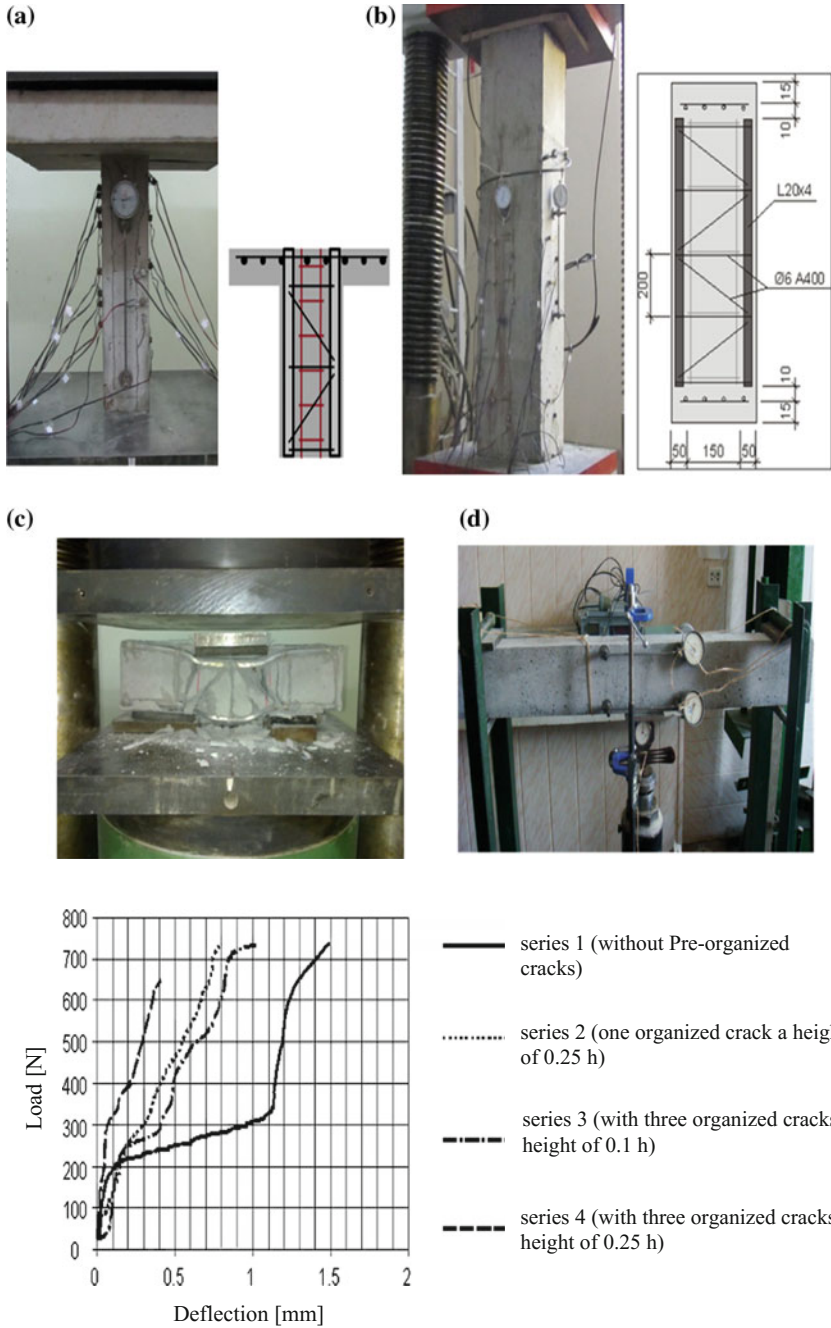 (a)
(b)
15
10
L20x4
Ø6 A400
200
10
15
50 150 50
(c)
(d)
800
700
600
500
400
300
200
100
0
Load [N]
0 0.5 1 1.5 2
Deflection [mm]
series 1 (without Pre-organized
cracks)
series 2 (one organized crack a heigh
of 0.25 h)
series 3 (with three organized cracks
height of 0.1 h)
series 4 (with three organized cracks
height of 0.25 h)